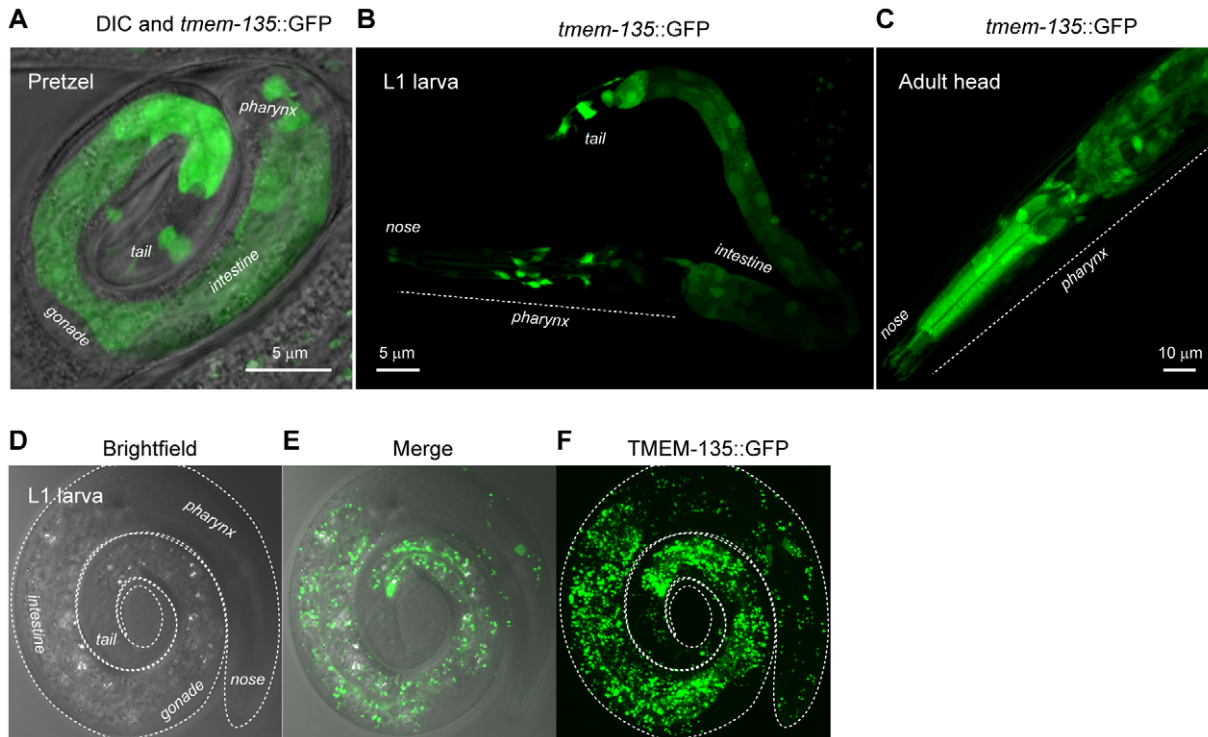 A DIC and tmem-135::GFP
Pretzel
pharynx
tail
intestine
gonade
5 μm
B tmem-135::GFP
L1 larva
tail
nose
intestine
pharynx
5 μm
C tmem-135::GFP
Adult head
pharynx
nose
10 μm
D Brightfield
L1 larva
pharynx
intestine
tail
gonade
nose
E Merge
F TMEM-135::GFP